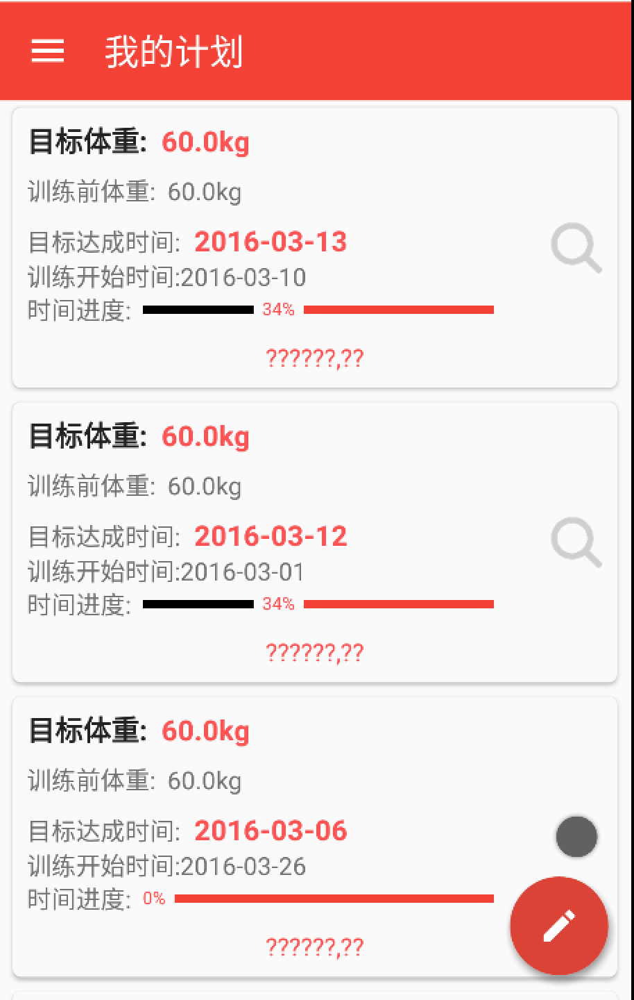 我的计划
目标体重: 60.0kg
训练前体重: 60.0kg
目标达成时间: 2016-03-13
训练开始时间:2016-03-10
时间进度: 34%
??????,??
目标体重: 60.0kg
训练前体重: 60.0kg
目标达成时间: 2016-03-12
训练开始时间:2016-03-01
时间进度: 34%
??????,??
目标体重: 60.0kg
训练前体重: 60.0kg
目标达成时间: 2016-03-06
训练开始时间:2016-03-26
时间进度: 0%
??????,??